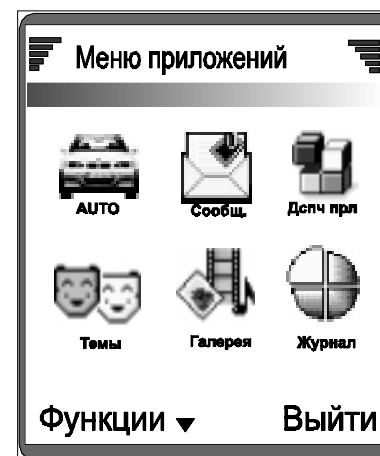 Меню приложений
AUTO Сообщ. Дспч прл
Темы Галерея Журнал
Функции Выйти